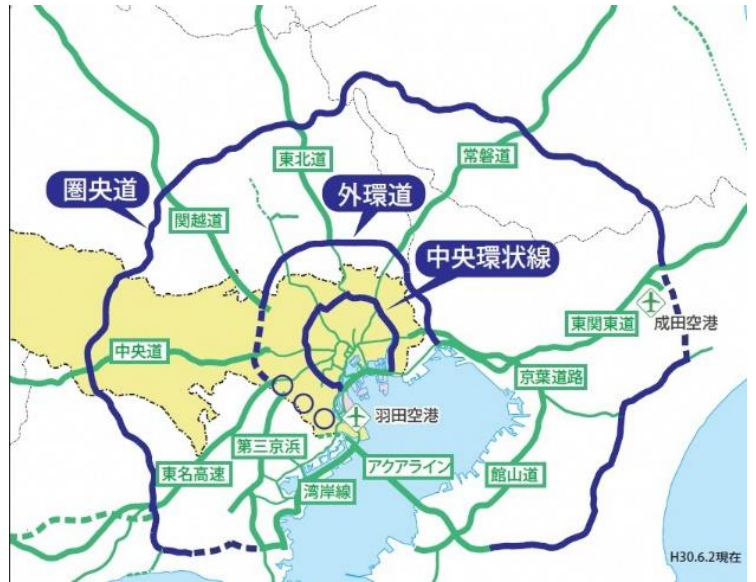 東北道
常磐道
圏央道
外環道
関越道
中央環状線
成田空港
東関東道
中央道
京葉道路
羽田空港
第三京浜
東名高速
アクアライン
館山道
湾岸線
H30.6.2現在